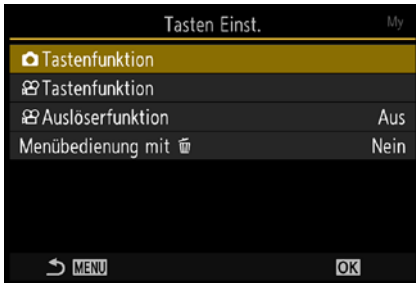 Tasten Einst. My
Tastenfunktion
Tastenfunktion
Auslöserfunktion Aus
Menübedienung mit Nein
MENU OK